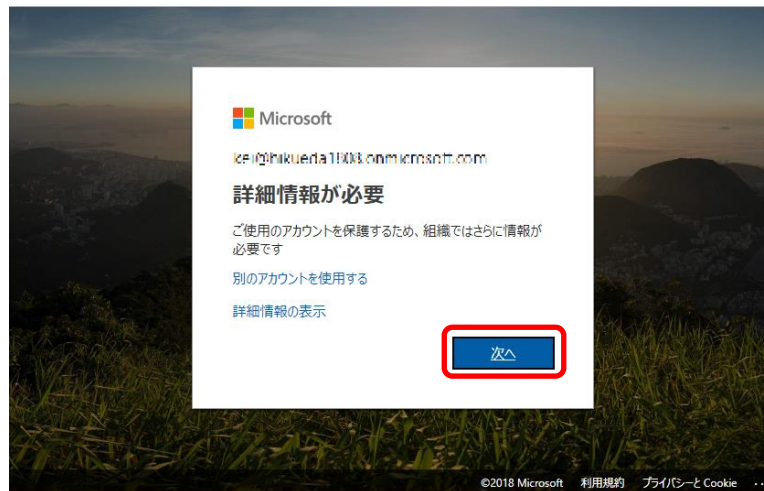 Microsoft
詳細情報が必要
ご使用のアカウントを保護するため、組織ではさらに情報が
必要です
別のアカウントを使用する
詳細情報の表示
次へ
©2018 Microsoft 利用規約 プライバシーと Cookie ··